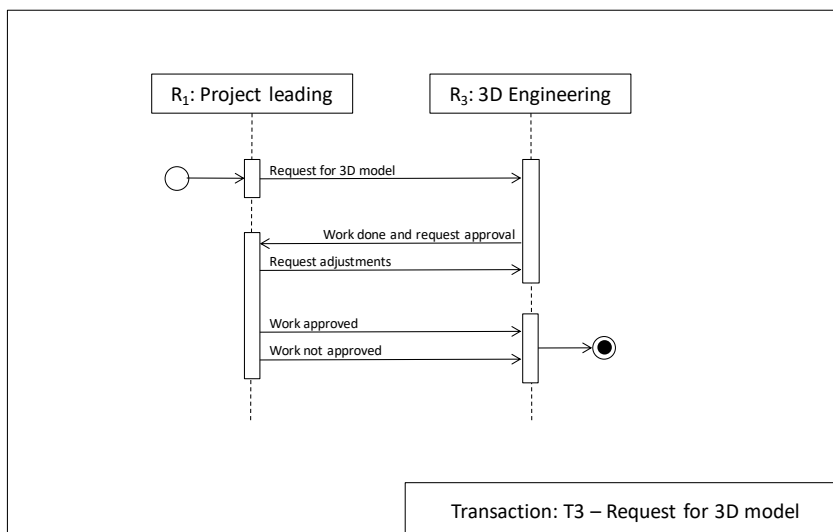 R₁: Project leading
R₃: 3D Engineering
Request for 3D model
Work done and request approval
Request adjustments
Work approved
Work not approved
Transaction: T3 – Request for 3D model